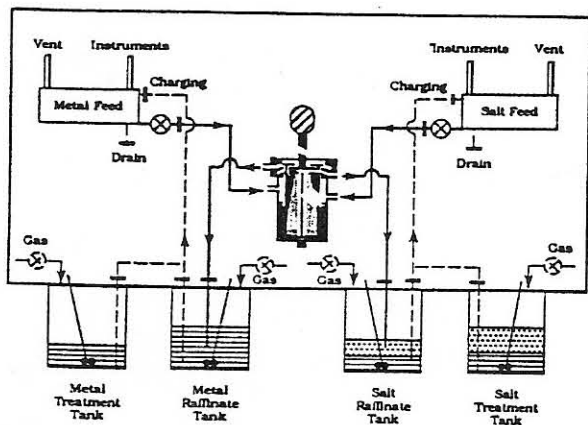 Vent Instruments
Instruments Vent
Charging
Charging
Metal Feed
Salt Feed
Drain
Drain
Gas
Gas
Gas
Gas
Metal
Treatment
Tank
Metal
Raffinate
Tank
Salt
Raffinate
Tank
Salt
Treatment
Tank